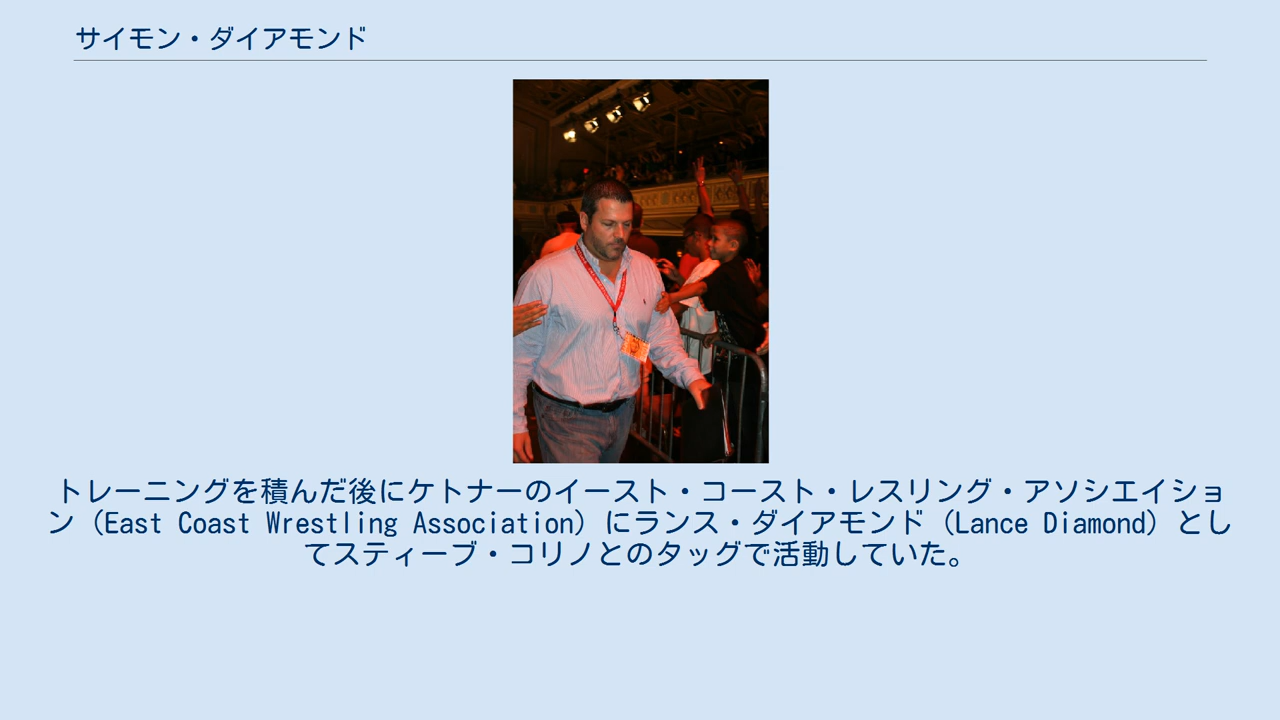 サイモン・ダイアモンド
トレーニングを積んだ後にケトナーのイースト・コースト・レスリング・アソシエイショ
ン（East Coast Wrestling Association）にランス・ダイアモンド（Lance Diamond）とし
てスティーブ・コリノとのタッグで活動していた。